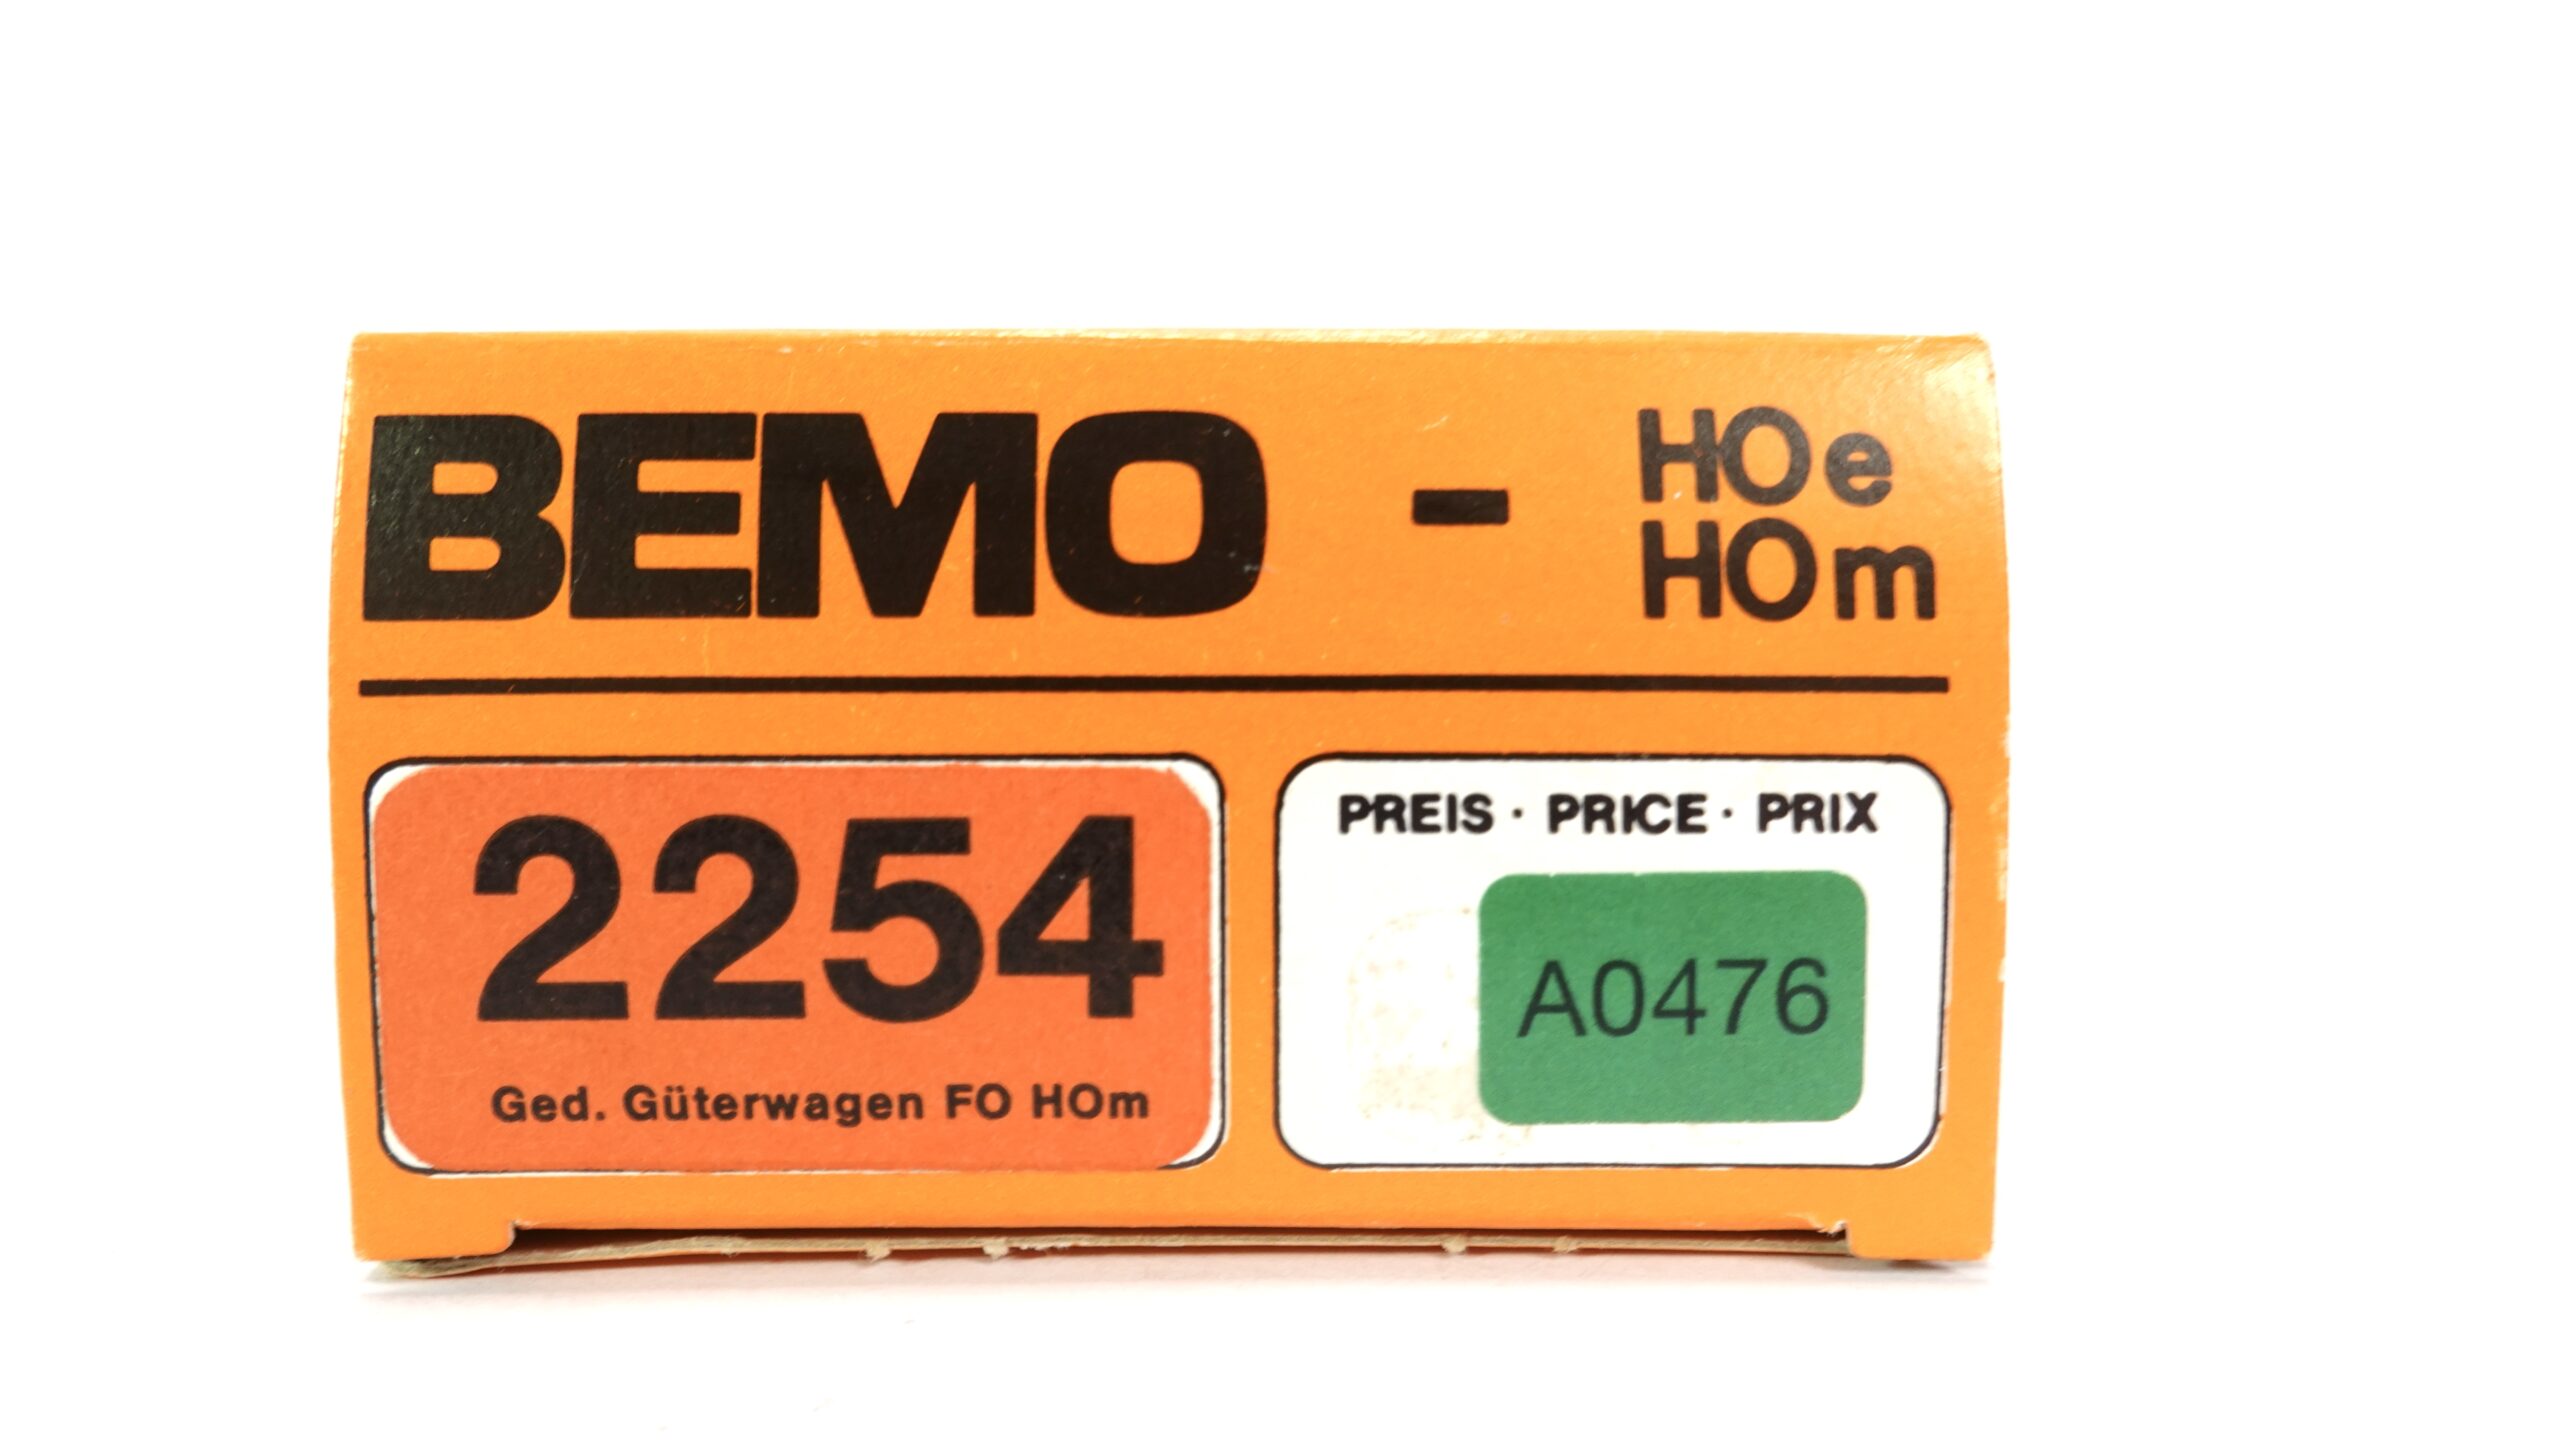 BEMO - HOe
HOm
2254
Ged. Güterwagen FO HOm
PREIS · PRICE · PRIX
A0476